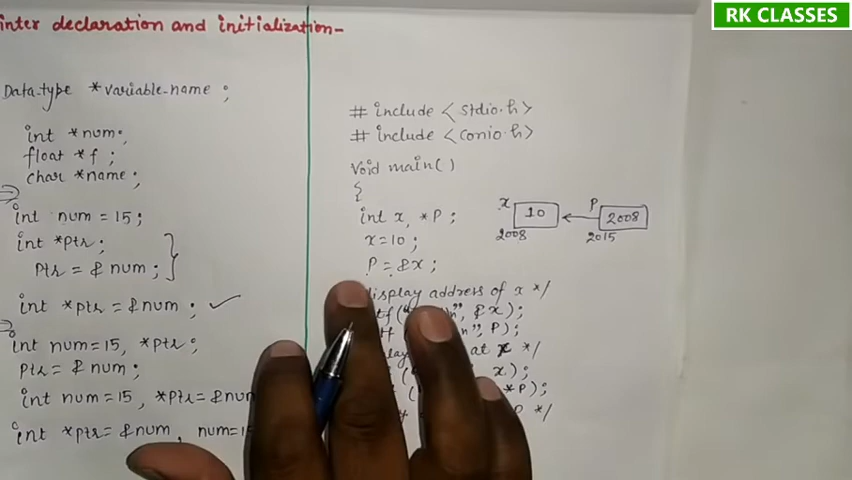 RK CLASSES
inter declaration and initialization-
Data-type *variable-name ;
int *num;
float *f ;
char *name ;
int num = 15;
int *ptr;
Ptr = & num ;
int *ptr = & num ;
int num=15, *ptr ;
Ptr = & num ;
int num = 15, *ptr= & num
int *ptr=&num, num=1
# include < stdio.h>
# include < conio.h>
Void main( )
{
int x, *P ;
x=10 ;
P = &x ;
display address of x */
tf(" \n", & x);
\n", P);
at x */
x);
*P);
P */
x
10
2008
P
2008
2015